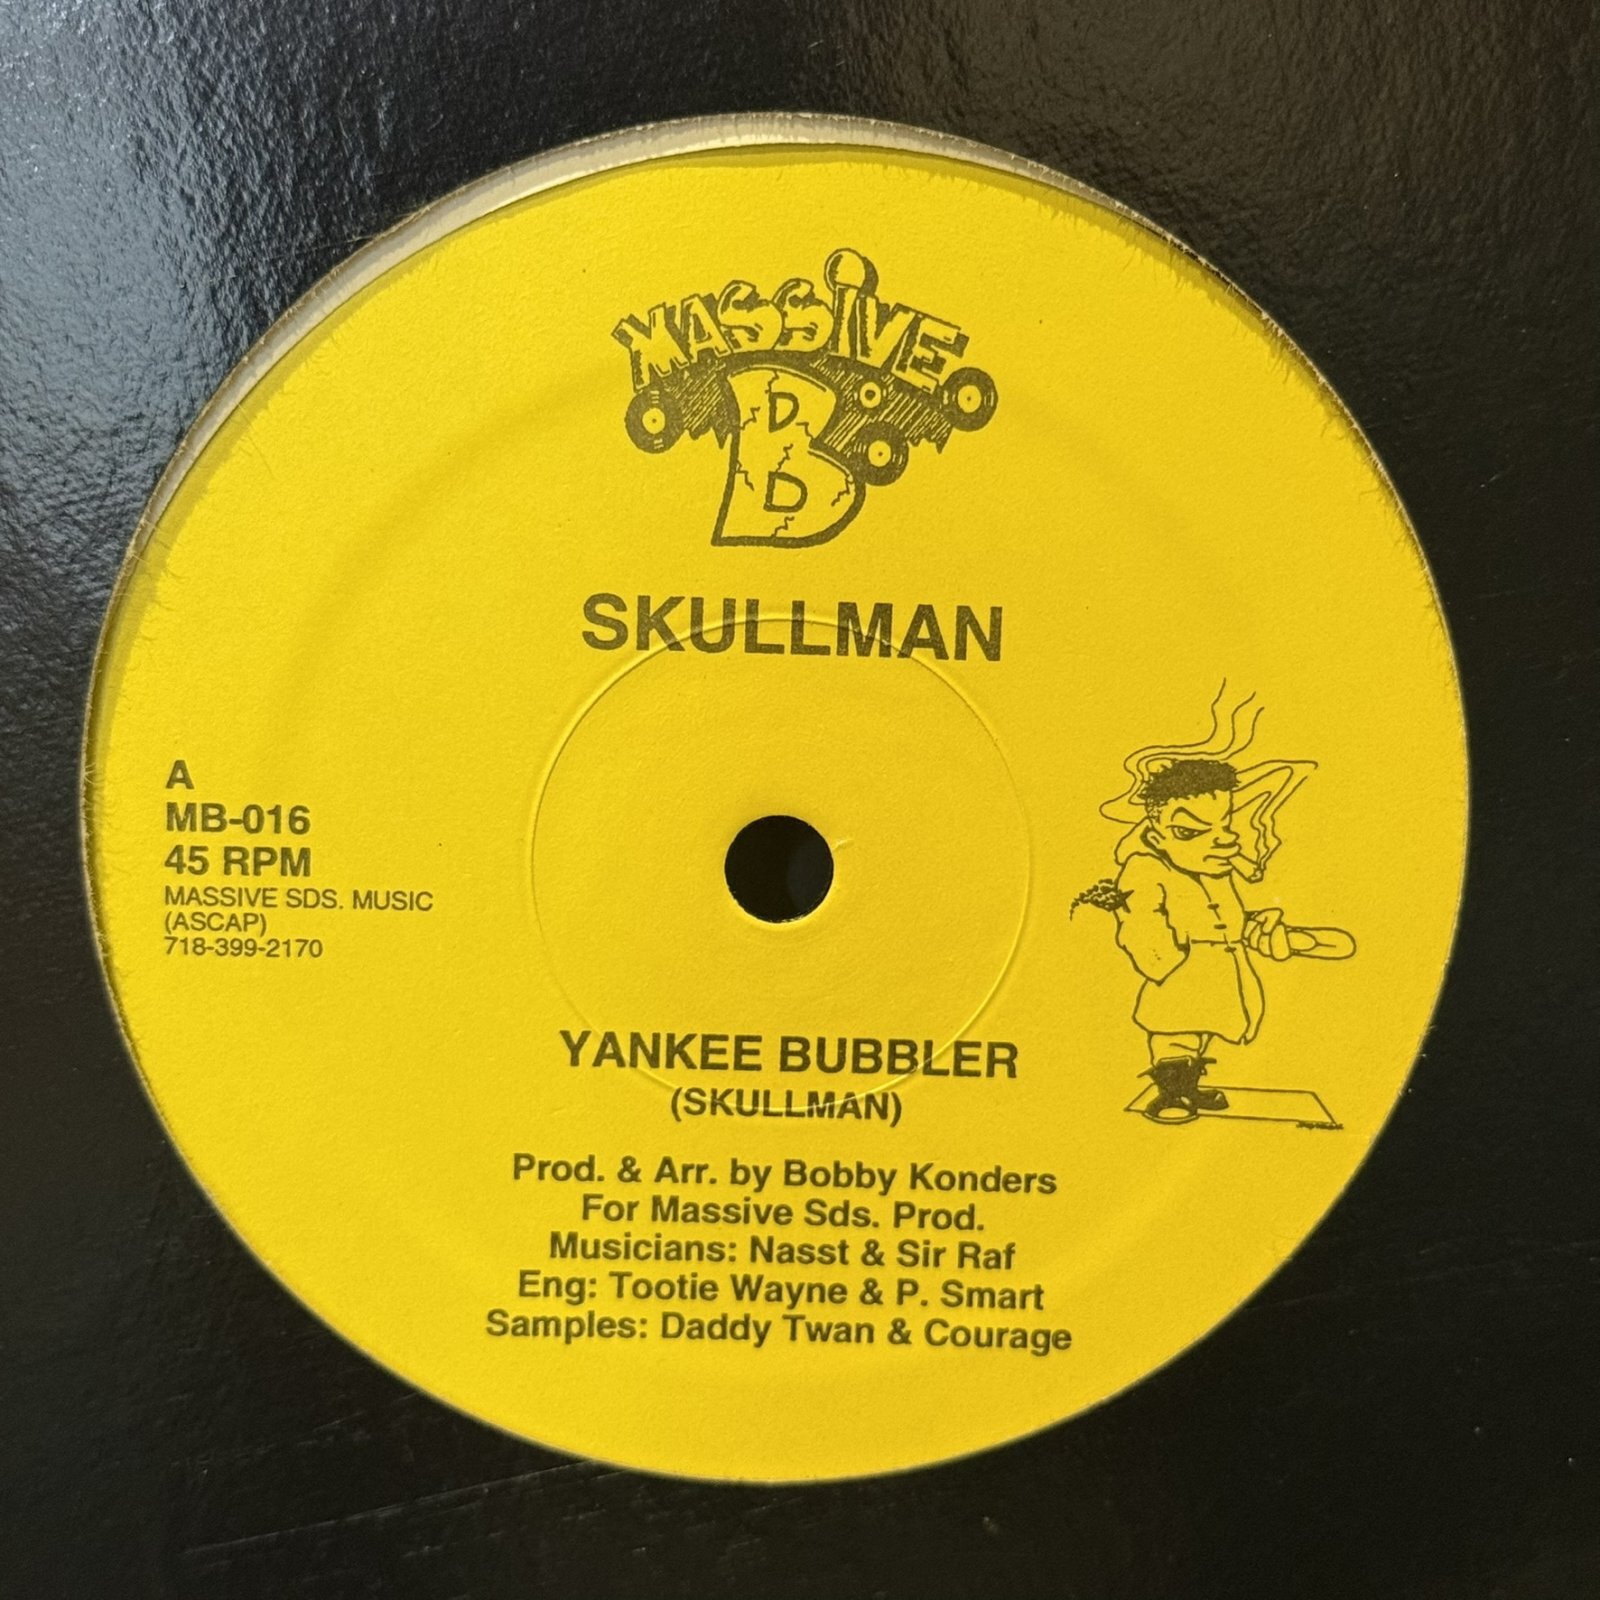 MASSIVE
B
SKULLMAN
A
MB-016
45 RPM
MASSIVE SDS. MUSIC
(ASCAP)
718-399-2170
YANKEE BUBBLER
(SKULLMAN)
Prod. & Arr. by Bobby Konders
For Massive Sds. Prod.
Musicians: Nasst & Sir Raf
Eng: Tootie Wayne & P. Smart
Samples: Daddy Twan & Courage